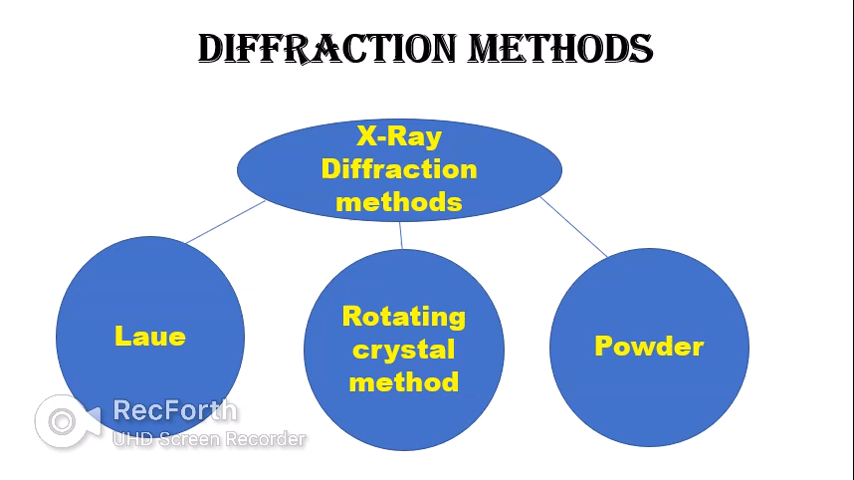 DIFFRACTION METHODS
X-Ray
Diffraction
methods
Laue
Rotating
crystal
method
Powder
RecForth
UHD Screen Recorder